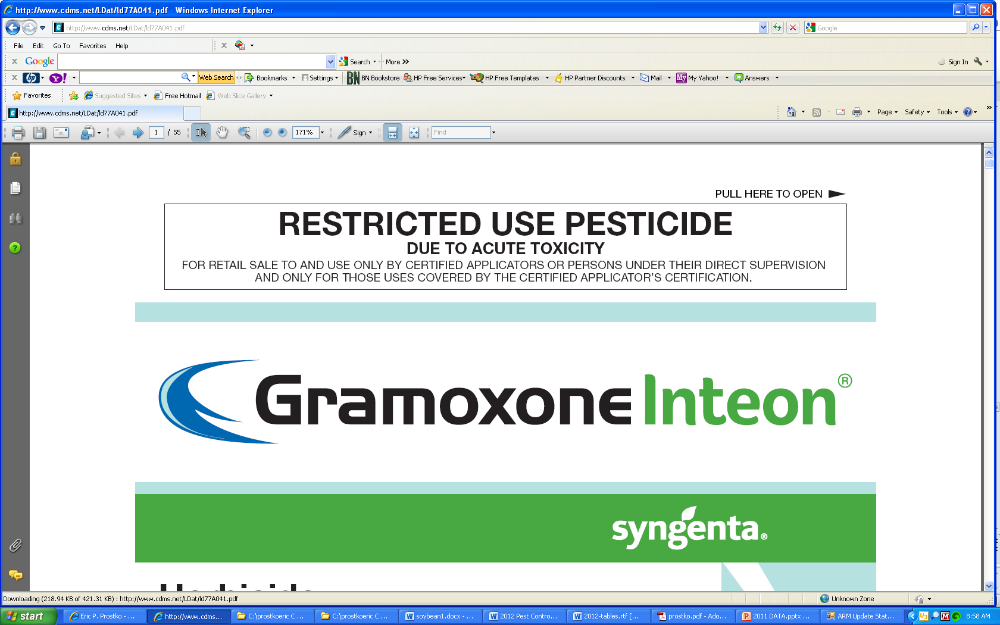 http://www.cdms.net/LDat/ld77A041.pdf - Windows Internet Explorer
http://www.cdms.net/LDat/ld77A041.pdf
Google
File Edit Go To Favorites Help
Google Search More »
Sign In
Web Search Bookmarks Settings BN BN Bookstore HP Free Services HP Free Templates HP Partner Discounts Mail My My Yahoo! Answers
Favorites Suggested Sites Free Hotmail Web Slice Gallery
http://www.cdms.net/LDat/ld77A041.pdf
Page Safety Tools
1 / 55 171% Sign Find
PULL HERE TO OPEN
RESTRICTED USE PESTICIDE
DUE TO ACUTE TOXICITY
FOR RETAIL SALE TO AND USE ONLY BY CERTIFIED APPLICATORS OR PERSONS UNDER THEIR DIRECT SUPERVISION
AND ONLY FOR THOSE USES COVERED BY THE CERTIFIED APPLICATOR'S CERTIFICATION.
Gramoxone Inteon®
syngenta®
Herbicide
Downloading (218.94 KB of 421.31 KB) : http://www.cdms.net/LDat/ld77A041.pdf
Unknown Zone
start Eric P. Prostko - ... http://www.cdms... C:\prostkoeric C ... C:\prostkoeric C ... soybean1.docx - ... 2012 Pest Contro... 2012-tables.rtf [... prostko.pdf - Ado... 2011 DATA.pptx ... ARM Update Stat... 8:58 AM